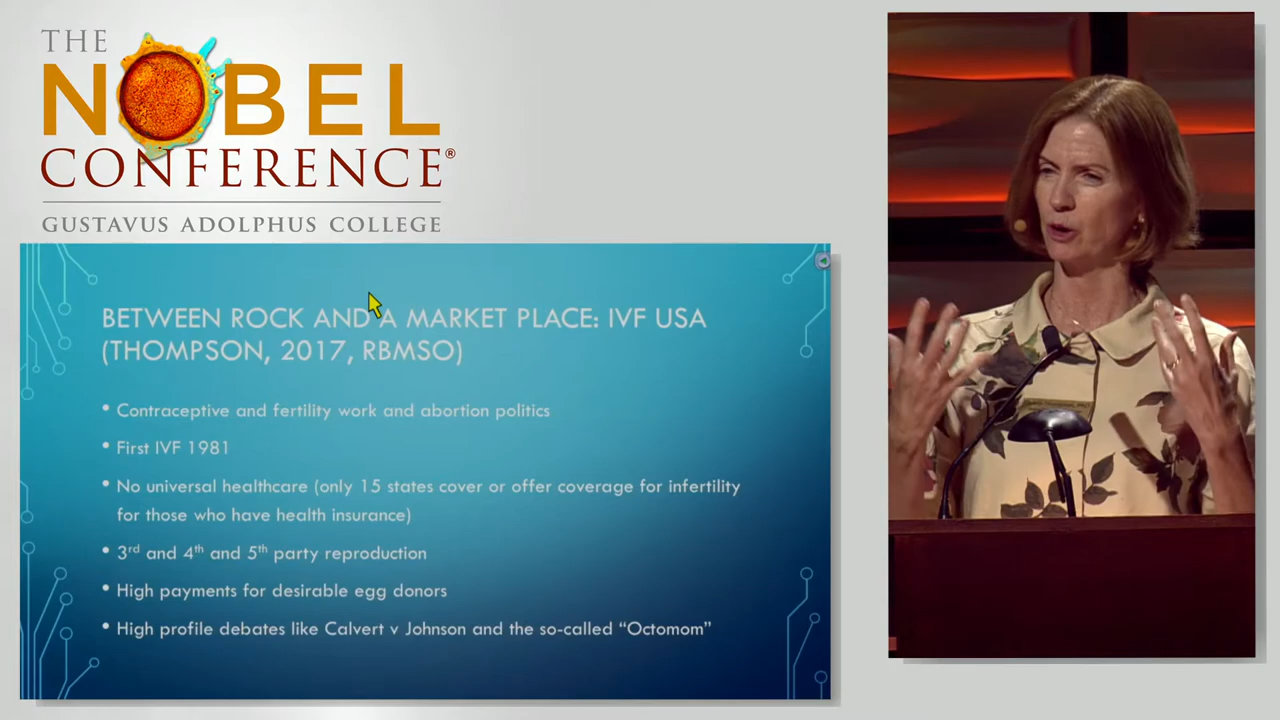 THE
NOBEL
CONFERENCE®
GUSTAVUS ADOLPHUS COLLEGE
BETWEEN ROCK AND A MARKET PLACE: IVF USA
(THOMPSON, 2017, RBMSO)
• Contraceptive and fertility work and abortion politics
• First IVF 1981
• No universal healthcare (only 15 states cover or offer coverage for infertility
for those who have health insurance)
• 3rd and 4th and 5th party reproduction
• High payments for desirable egg donors
• High profile debates like Calvert v Johnson and the so-called “Octomom”